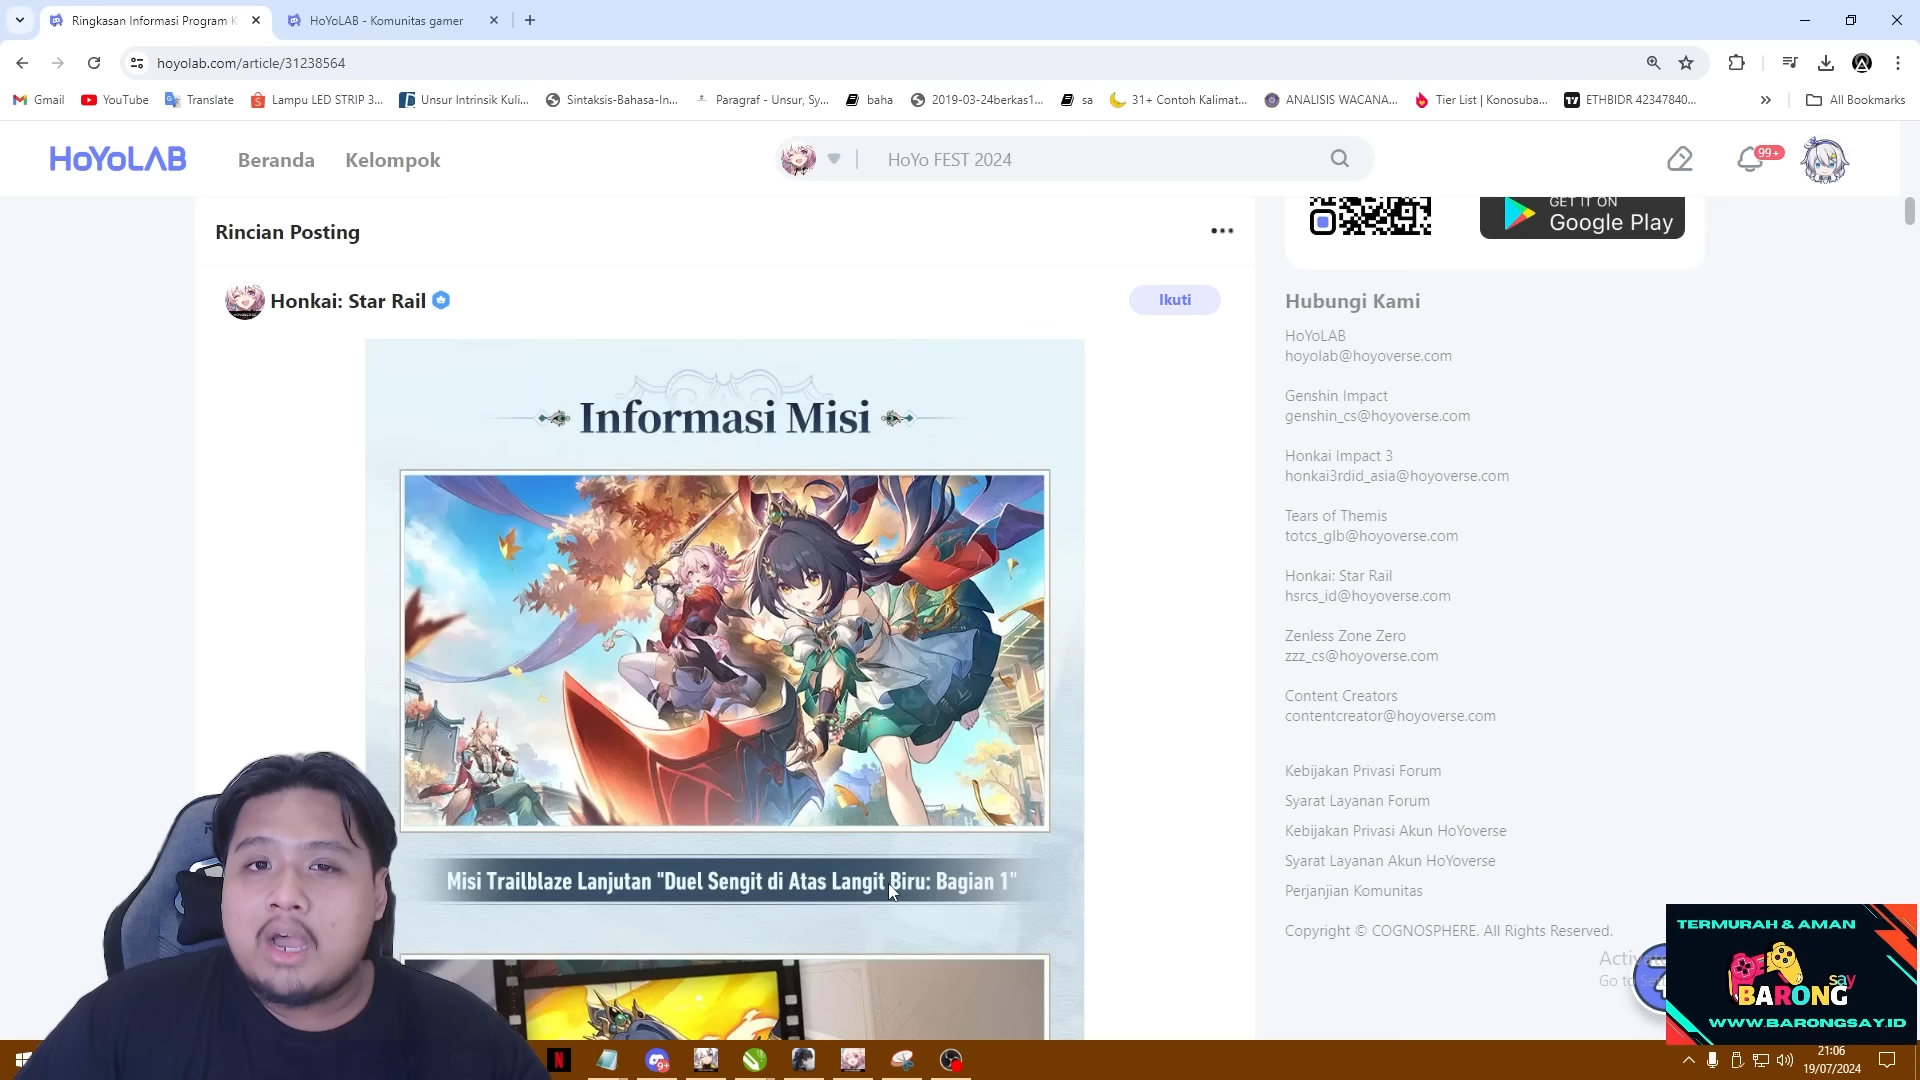 Ringkasan Informasi Program K
HoYoLAB - Komunitas gamer
hoyolab.com/article/31238564
Gmail
YouTube
Translate
Lampu LED STRIP 3...
Unsur Intrinsik Kuli...
Sintaksis-Bahasa-In...
Paragraf - Unsur, Sy...
baha
2019-03-24berkas1...
sa
31+ Contoh Kalimat...
ANALISIS WACANA...
Tier List | Konosuba...
ETHBIDR 42347840...
All Bookmarks
HoYoLAB
Beranda
Kelompok
HoYo FEST 2024
99+
Rincian Posting
Honkai: Star Rail
Ikuti
Informasi Misi
Misi Trailblaze Lanjutan "Duel Sengit di Atas Langit Biru: Bagian 1"
GET IT ON
Google Play
Hubungi Kami
HoYoLAB
hoyolab@hoyoverse.com
Genshin Impact
genshin_cs@hoyoverse.com
Honkai Impact 3
honkai3rdid_asia@hoyoverse.com
Tears of Themis
totcs_glb@hoyoverse.com
Honkai: Star Rail
hsrcs_id@hoyoverse.com
Zenless Zone Zero
zzz_cs@hoyoverse.com
Content Creators
contentcreator@hoyoverse.com
Kebijakan Privasi Forum
Syarat Layanan Forum
Kebijakan Privasi Akun HoYoverse
Syarat Layanan Akun HoYoverse
Perjanjian Komunitas
Copyright © COGNOSPHERE. All Rights Reserved.
Go to
TERMURAH & AMAN
say
BARONG
WWW.BARONGSAY.ID
9+
21:06
19/07/2024